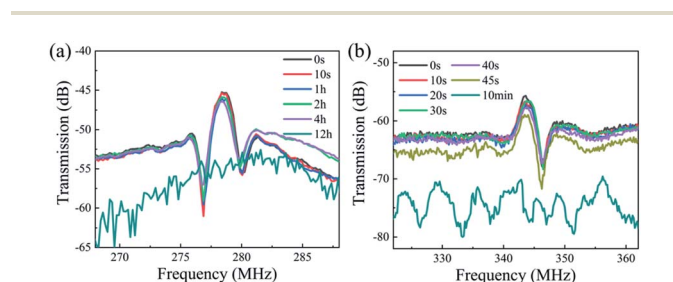 (a)
-40
-45
-50
-55
-60
-65
Transmission (dB)
270
275
280
285
Frequency (MHz)
0s
10s
1h
2h
4h
12h
(b)
-50
-60
-70
-80
Transmission (dB)
330
340
350
360
Frequency (MHz)
0s
10s
20s
30s
40s
45s
10min